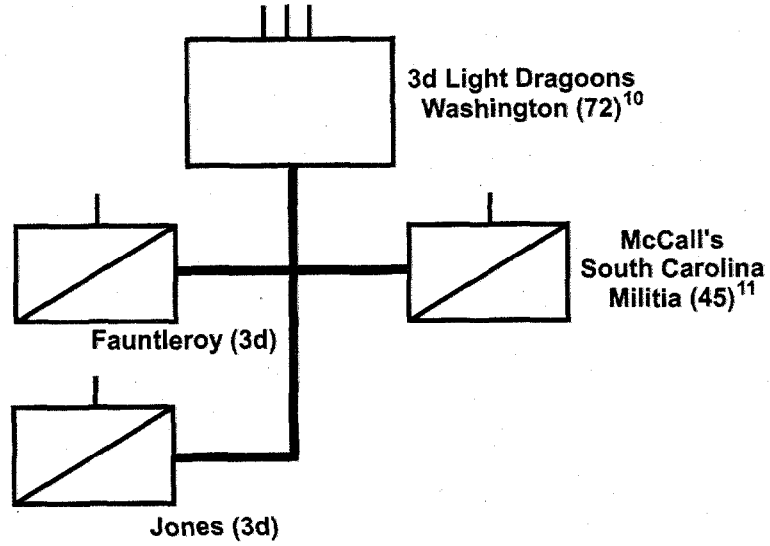 3d Light Dragoons
Washington (72)¹⁰
McCall's
South Carolina
Militia (45)¹¹
Fauntleroy (3d)
Jones (3d)